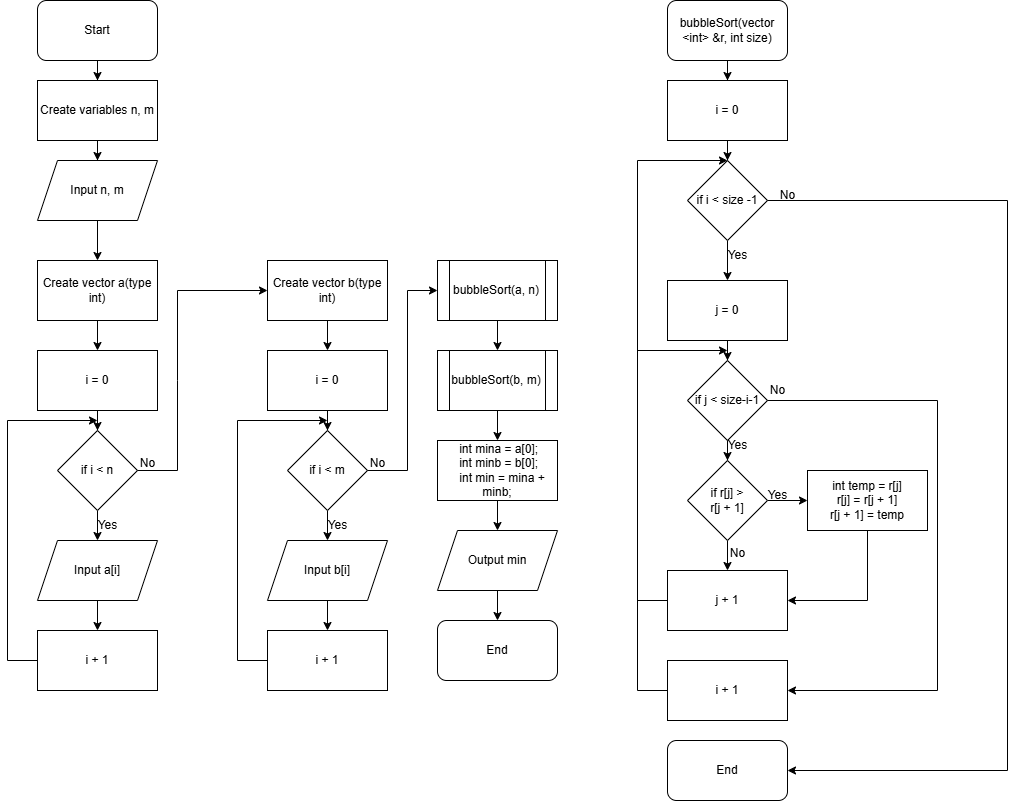 Start
Create variables n, m
Input n, m
Create vector a(type
int)
i = 0
if i < n
No
Yes
Input a[i]
i + 1
Create vector b(type
int)
i = 0
if i < m
No
Yes
Input b[i]
i + 1
bubbleSort(a, n)
bubbleSort(b, m)
int mina = a[0];
int minb = b[0];
int min = mina +
minb;
Output min
End
bubbleSort(vector
<int> &r, int size)
i = 0
if i < size -1
No
Yes
j = 0
if j < size-i-1
No
Yes
if r[j] >
r[j + 1]
Yes
int temp = r[j]
r[j] = r[j + 1]
r[j + 1] = temp
No
j + 1
i + 1
End